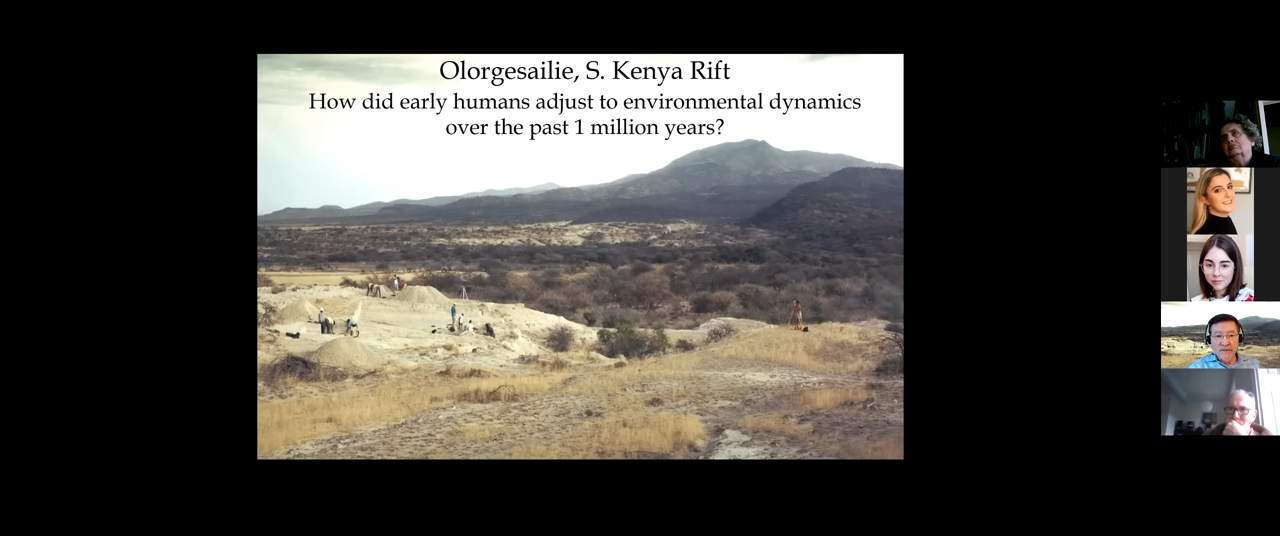 Olorgesailie, S. Kenya Rift
How did early humans adjust to environmental dynamics
over the past 1 million years?